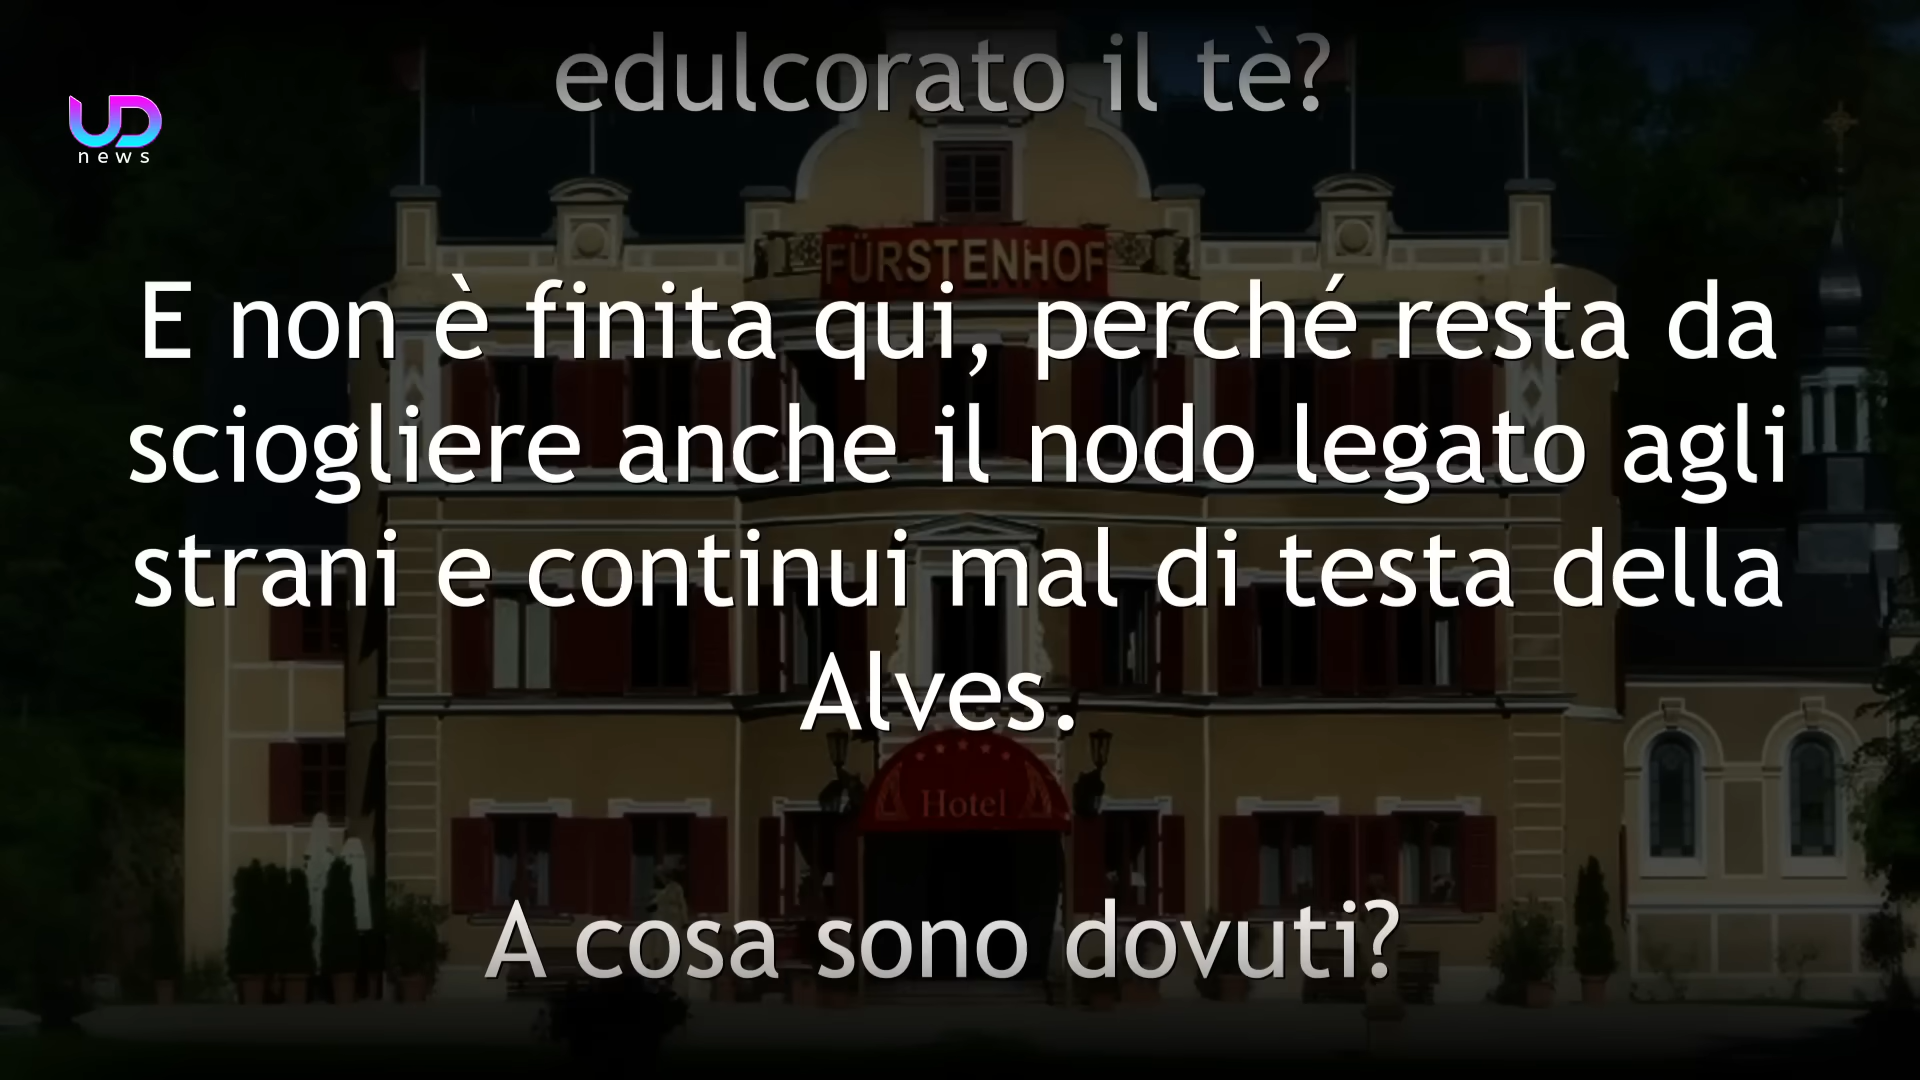 edulcorato il tè?
UD
news
FÜRSTENHOF
E non è finita qui, perché resta da
sciogliere anche il nodo legato agli
strani e continui mal di testa della
Alves.
Hotel
A cosa sono dovuti?